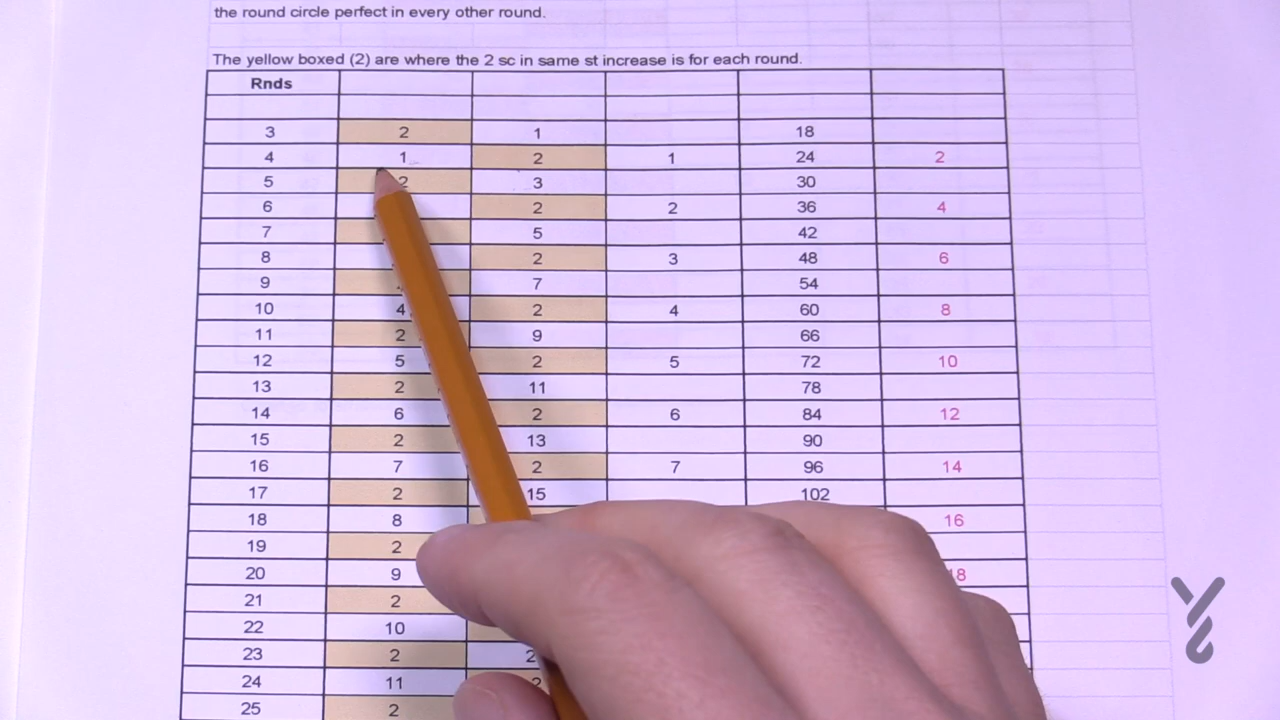 the round circle perfect in every other round.
The yellow boxed (2) are where the 2 sc in same st increase is for each round.
Rnds
3 2 1 18
4 1 2 1 24 2
5 2 3 30
6 2 2 36 4
7 5 42
8 2 3 48 6
9 7 54
10 4 2 4 60 8
11 2 9 66
12 5 2 5 72 10
13 2 11 78
14 6 2 6 84 12
15 2 13 90
16 7 2 7 96 14
17 2 15 102
18 8 16
19 2
20 9
21 2
22 10
23 2
24 11
25 2